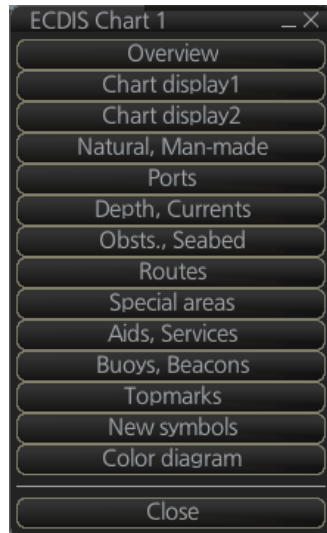 ECDIS Chart 1
Overview
Chart display1
Chart display2
Natural, Man-made
Ports
Depth, Currents
Obsts., Seabed
Routes
Special areas
Aids, Services
Buoys, Beacons
Topmarks
New symbols
Color diagram
Close